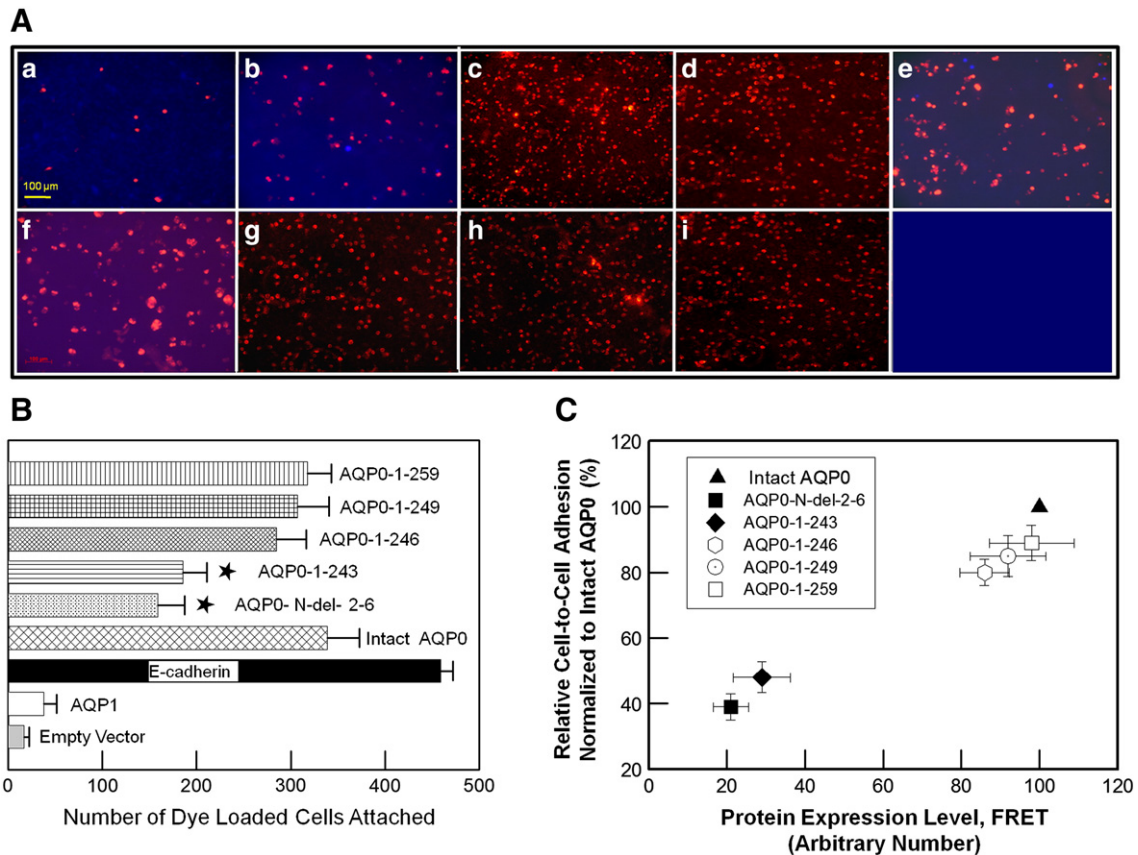 A
a
b
c
d
e
100 μm
f
g
h
i
B
AQP0-1-259
AQP0-1-249
AQP0-1-246
AQP0-1-243
AQP0- N-del- 2-6
Intact AQP0
E-cadherin
AQP1
Empty Vector
0 100 200 300 400 500
Number of Dye Loaded Cells Attached
C
Relative Cell-to-Cell Adhesion
Normalized to Intact AQP0 (%)
120
100
80
60
40
20
Intact AQP0
AQP0-N-del-2-6
AQP0-1-243
AQP0-1-246
AQP0-1-249
AQP0-1-259
0 20 40 60 80 100 120
Protein Expression Level, FRET
(Arbitrary Number)